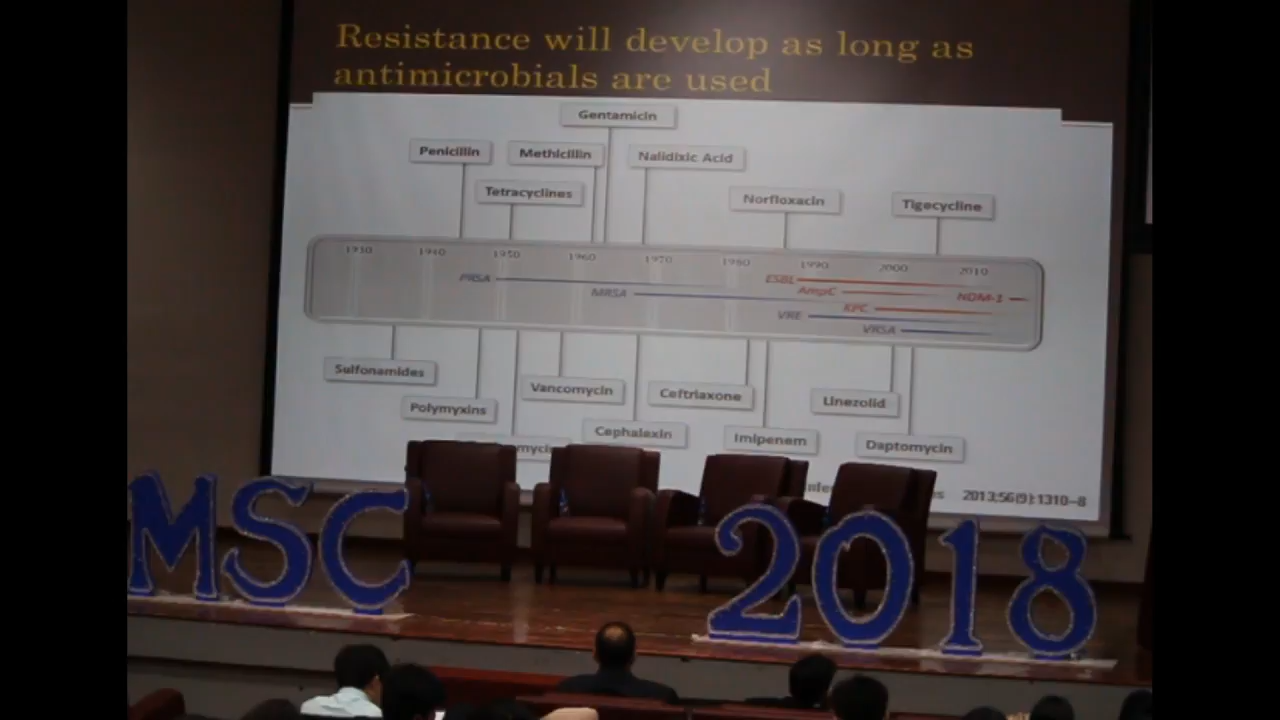 Resistance will develop as long as
antimicrobials are used
Gentamicin
Penicillin
Methicillin
Nalidixic Acid
Tetracyclines
Norfloxacin
Tigecycline
1930 1940 1950 1960 1970 1980 1990 2000 2010
PRSA
ESBL
MRSA
AmpC
NDM-1
KPC
VRE
VRSA
Sulfonamides
Vancomycin
Ceftriaxone
Linezolid
Polymyxins
Cephalexin
Imipenem
Daptomycin
2013;56(9):1310–8
MSC 2018